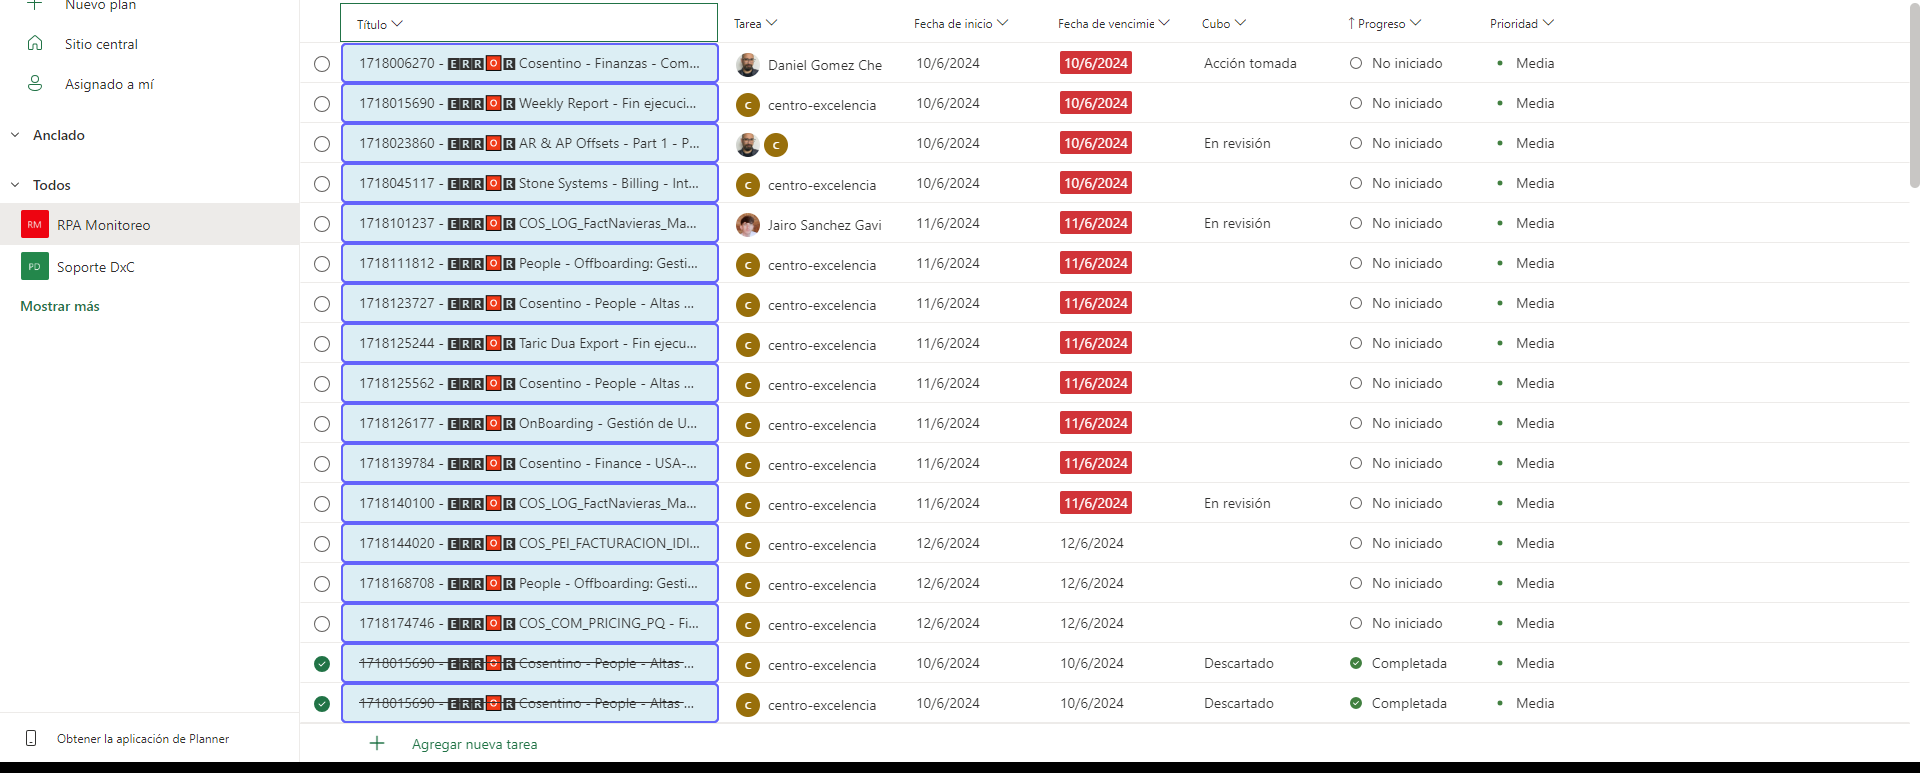 Nuevo plan
Sitio central
Asignado a mí
Anclado
Todos
RM RPA Monitoreo
PD Soporte DxC
Mostrar más
Obtener la aplicación de Planner
Título Tarea Fecha de inicio Fecha de vencimie Cubo ↑ Progreso Prioridad
1718006270 - ERROR Cosentino - Finanzas - Com... Daniel Gomez Che 10/6/2024 10/6/2024 Acción tomada No iniciado Media
1718015690 - ERROR Weekly Report - Fin ejecuci... C centro-excelencia 10/6/2024 10/6/2024 No iniciado Media
1718023860 - ERROR AR & AP Offsets - Part 1 - P... C 10/6/2024 10/6/2024 En revisión No iniciado Media
1718045117 - ERROR Stone Systems - Billing - Int... C centro-excelencia 10/6/2024 10/6/2024 No iniciado Media
1718101237 - ERROR COS_LOG_FactNavieras_Ma... Jairo Sanchez Gavi 11/6/2024 11/6/2024 En revisión No iniciado Media
1718111812 - ERROR People - Offboarding: Gesti... C centro-excelencia 11/6/2024 11/6/2024 No iniciado Media
1718123727 - ERROR Cosentino - People - Altas ... C centro-excelencia 11/6/2024 11/6/2024 No iniciado Media
1718125244 - ERROR Taric Dua Export - Fin ejecu... C centro-excelencia 11/6/2024 11/6/2024 No iniciado Media
1718125562 - ERROR Cosentino - People - Altas ... C centro-excelencia 11/6/2024 11/6/2024 No iniciado Media
1718126177 - ERROR OnBoarding - Gestión de U... C centro-excelencia 11/6/2024 11/6/2024 No iniciado Media
1718139784 - ERROR Cosentino - Finance - USA-... C centro-excelencia 11/6/2024 11/6/2024 No iniciado Media
1718140100 - ERROR COS_LOG_FactNavieras_Ma... C centro-excelencia 11/6/2024 11/6/2024 En revisión No iniciado Media
1718144020 - ERROR COS_PEI_FACTURACION_IDI... C centro-excelencia 12/6/2024 12/6/2024 No iniciado Media
1718168708 - ERROR People - Offboarding: Gesti... C centro-excelencia 12/6/2024 12/6/2024 No iniciado Media
1718174746 - ERROR COS_COM_PRICING_PQ - Fi... C centro-excelencia 12/6/2024 12/6/2024 No iniciado Media
1718015690 - ERROR Cosentino - People - Altas ... C centro-excelencia 10/6/2024 10/6/2024 Descartado Completada Media
1718015690 - ERROR Cosentino - People - Altas ... C centro-excelencia 10/6/2024 10/6/2024 Descartado Completada Media
Agregar nueva tarea